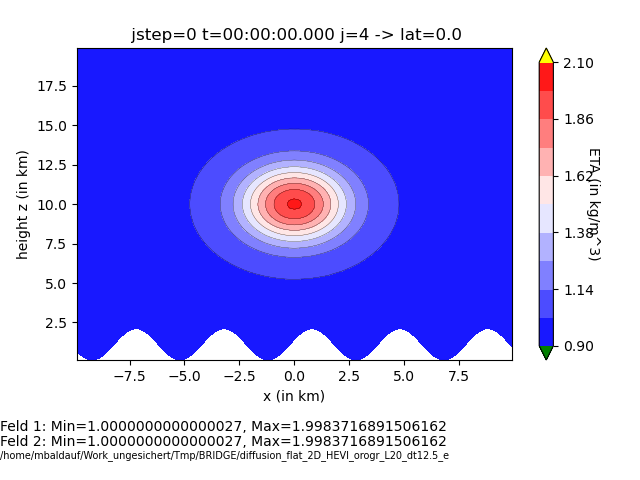 jstep=0 t=00:00:00.000 j=4 -> lat=0.0
height z (in km)
17.5
15.0
12.5
10.0
7.5
5.0
2.5
−7.5 −5.0 −2.5 0.0 2.5 5.0 7.5
x (in km)
2.10
1.86
1.62
1.38
1.14
0.90
ETA (in kg/m^3)
Feld 1: Min=1.0000000000000027, Max=1.9983716891506162
Feld 2: Min=1.0000000000000027, Max=1.9983716891506162
/home/mbaldauf/Work_ungesichert/Tmp/BRIDGE/diffusion_flat_2D_HEVI_orogr_L20_dt12.5_e